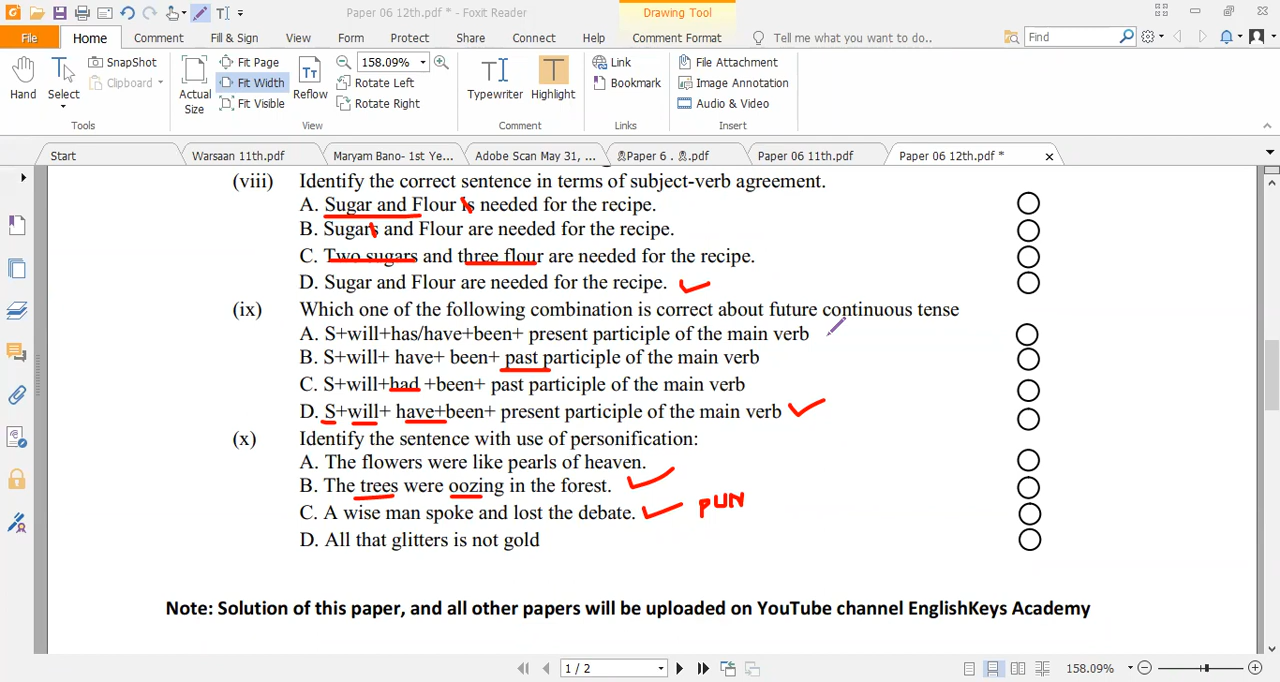 Paper 06 12th.pdf * - Foxit Reader
Drawing Tool
File Home Comment Fill & Sign View Form Protect Share Connect Help Comment Format Tell me what you want to do.. Find
Hand Select SnapShot Clipboard Actual Size Fit Page Fit Width Fit Visible Reflow 158.09% Rotate Left Rotate Right Typewriter Highlight Link Bookmark File Attachment Image Annotation Audio & Video
Tools View Comment Links Insert
Start Warsaan 11th.pdf Maryam Bano- 1st Ye... Adobe Scan May 31, ... Paper 6 . .pdf Paper 06 11th.pdf Paper 06 12th.pdf *
(viii) Identify the correct sentence in terms of subject-verb agreement.
A. Sugar and Flour is needed for the recipe.
B. Sugars and Flour are needed for the recipe.
C. Two sugars and three flour are needed for the recipe.
D. Sugar and Flour are needed for the recipe.
(ix) Which one of the following combination is correct about future continuous tense
A. S+will+has/have+been+ present participle of the main verb
B. S+will+ have+ been+ past participle of the main verb
C. S+will+had +been+ past participle of the main verb
D. S+will+ have+been+ present participle of the main verb
(x) Identify the sentence with use of personification:
A. The flowers were like pearls of heaven.
B. The trees were oozing in the forest.
C. A wise man spoke and lost the debate. PUN
D. All that glitters is not gold
Note: Solution of this paper, and all other papers will be uploaded on YouTube channel EnglishKeys Academy
1 / 2 158.09%